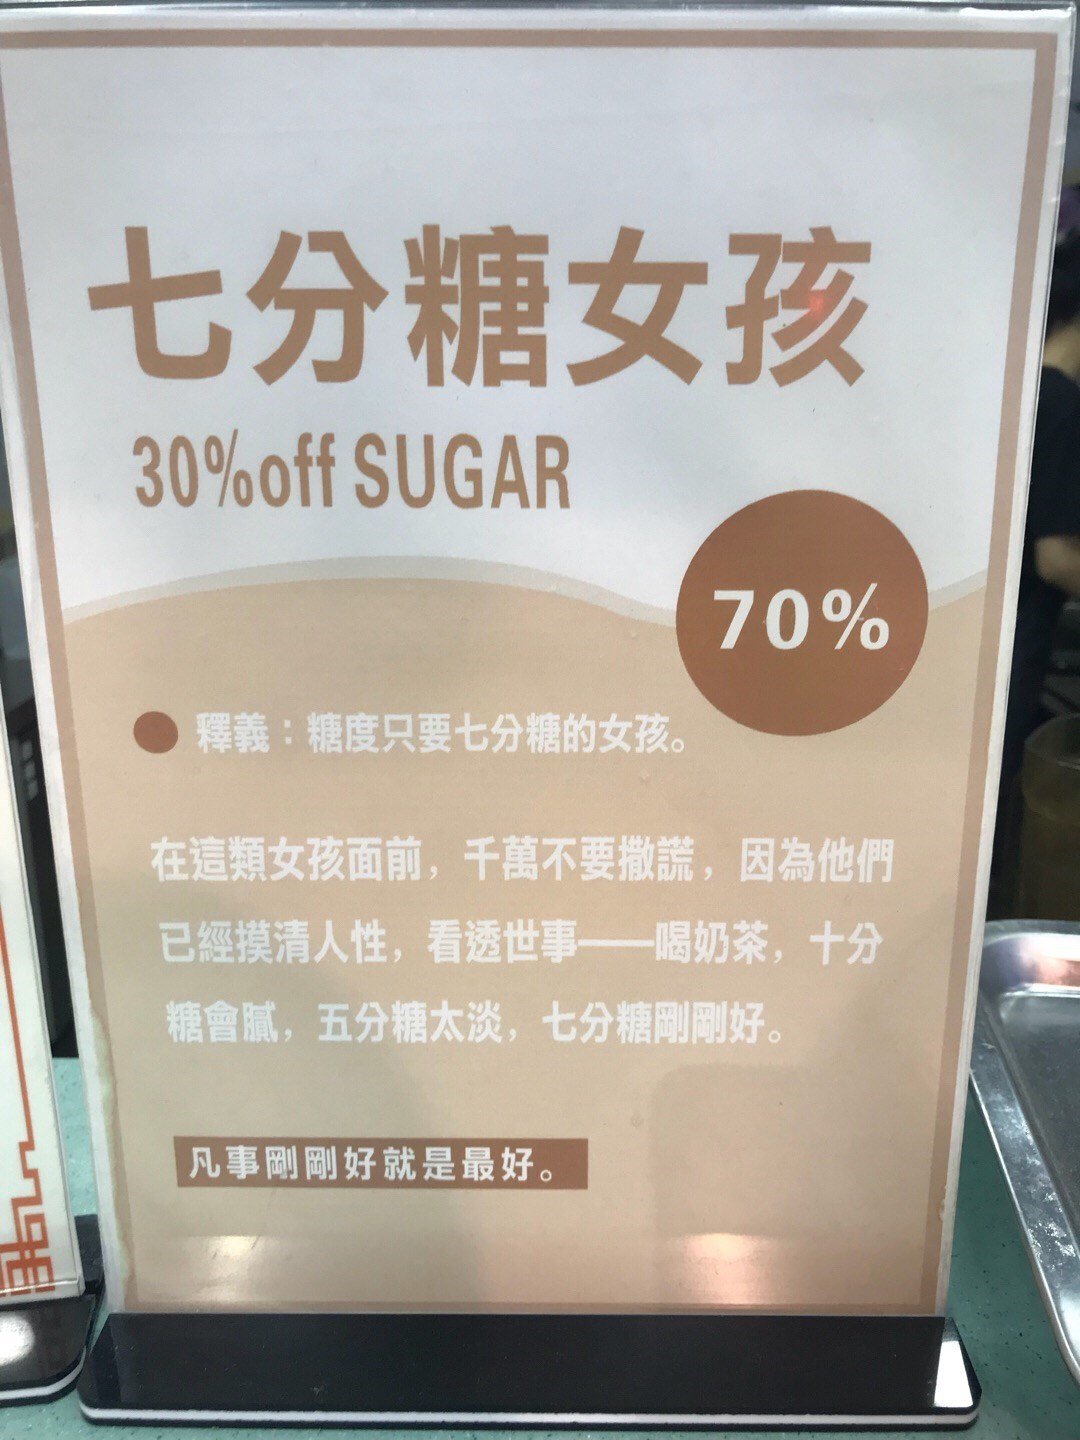 七分糖女孩
30%off SUGAR
70%
釋義：糖度只要七分糖的女孩。
在這類女孩面前，千萬不要撒謊，因為他們
已經摸清人性，看透世事——喝奶茶，十分
糖會膩，五分糖太淡，七分糖剛剛好。
凡事剛剛好就是最好。